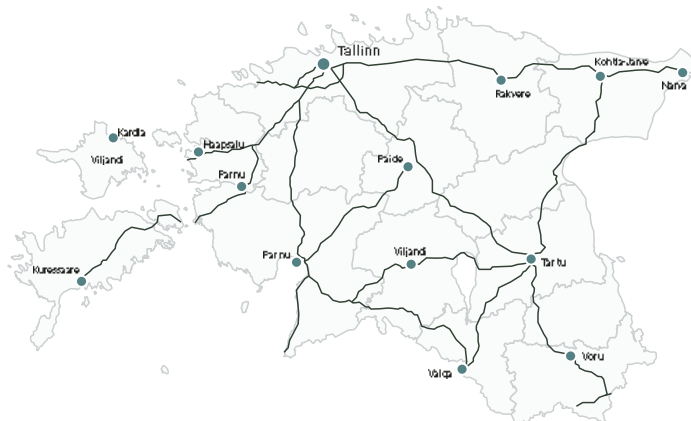 Tallinn
Kohtla-Jarve
Narva
Rakvere
Kardla
Haapsalu
Viljandi
Paide
Parnu
Viljandi
Parnu
Tartu
Kuressaare
Voru
Valga